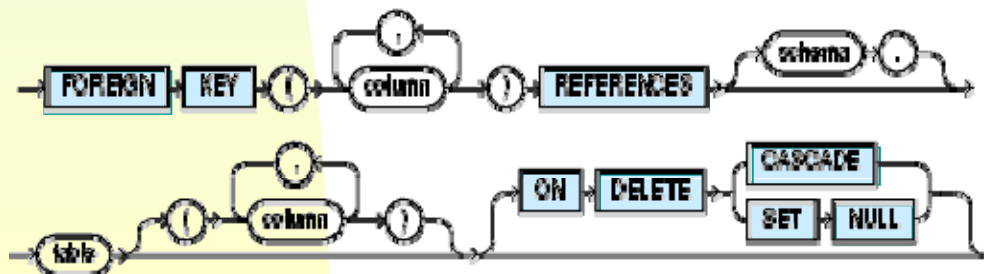 ,
schema .
FOREIGN KEY ( column ) REFERENCES
,
CASCADE
ON DELETE
( column )
SET NULL
table